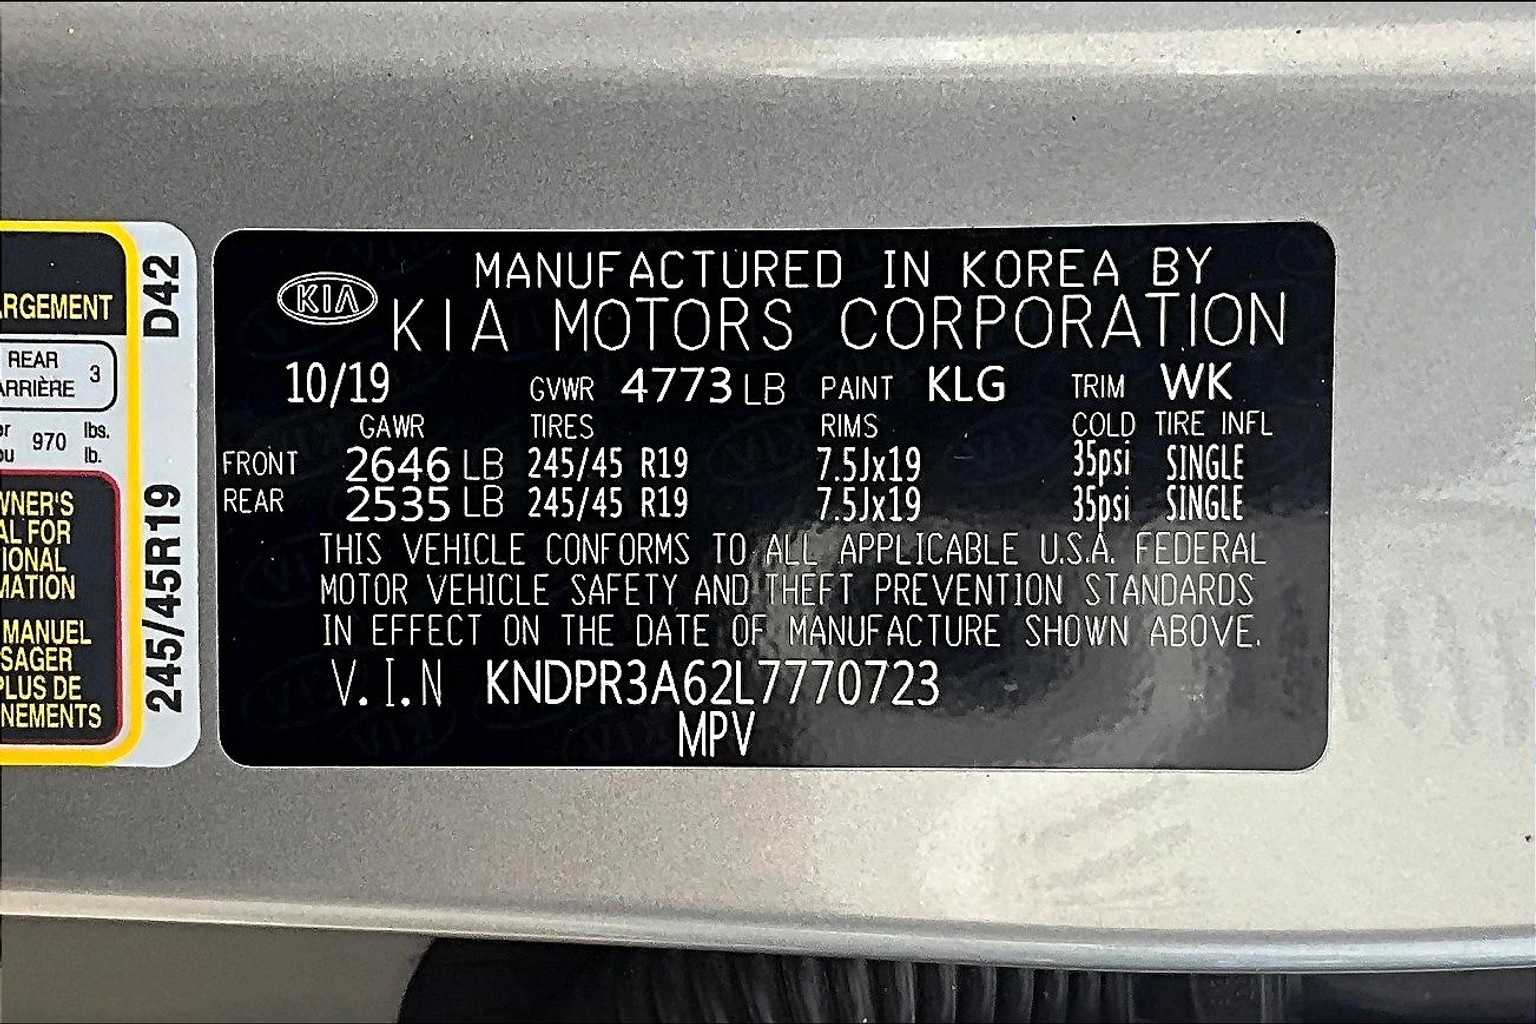 ARGEMENT
REAR
ARRIÈRE 3
970 lbs.
lb.
WNER'S
AL FOR
TIONAL
MATION
MANUEL
SAGER
PLUS DE
NEMENTS
D42
245/45R19
KIA
MANUFACTURED IN KOREA BY
KIA MOTORS CORPORATION
10/19 GVWR 4773 LB PAINT KLG TRIM WK
GAWR TIRES RIMS COLD TIRE INFL
FRONT 2646 LB 245/45 R19 7.5Jx19 35psi SINGLE
REAR 2535 LB 245/45 R19 7.5Jx19 35psi SINGLE
THIS VEHICLE CONFORMS TO ALL APPLICABLE U.S.A. FEDERAL
MOTOR VEHICLE SAFETY AND THEFT PREVENTION STANDARDS
IN EFFECT ON THE DATE OF MANUFACTURE SHOWN ABOVE.
V.I.N KNDPR3A62L7770723
MPV